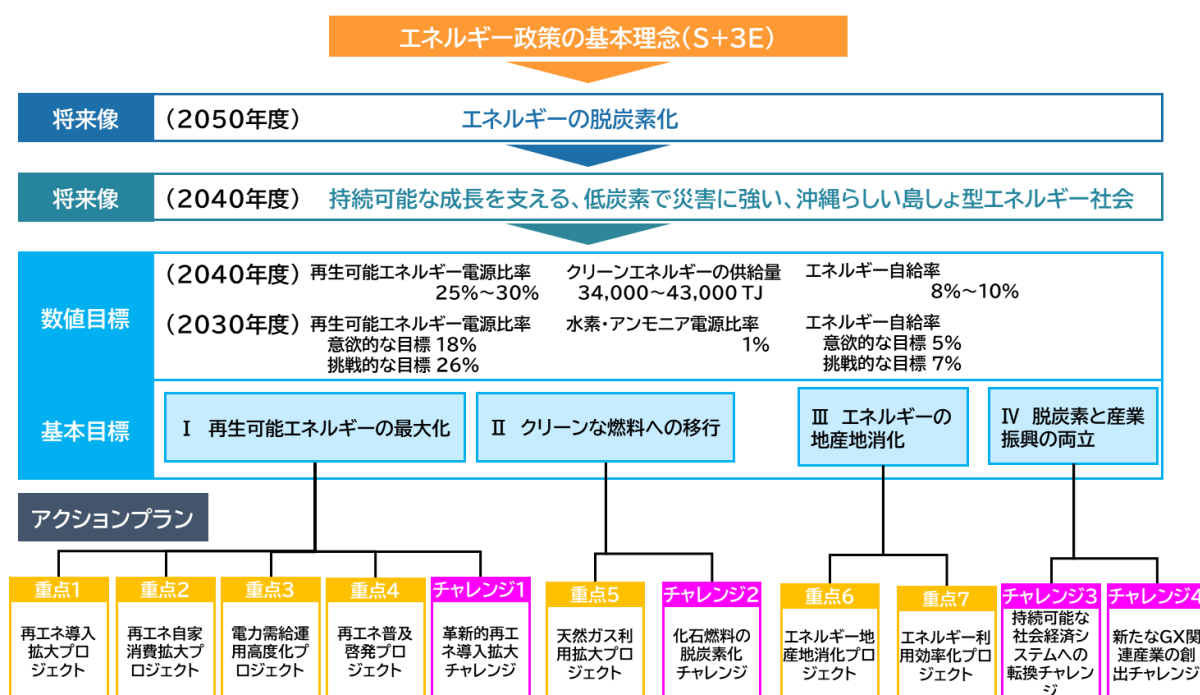 エネルギー政策の基本理念(S+3E)
将来像 (2050年度) エネルギーの脱炭素化
将来像 (2040年度) 持続可能な成長を支える、低炭素で災害に強い、沖縄らしい島しょ型エネルギー社会
数値目標
(2040年度) 再生可能エネルギー電源比率
25%～30%
クリーンエネルギーの供給量
34,000～43,000 TJ
エネルギー自給率
8%～10%
(2030年度) 再生可能エネルギー電源比率
意欲的な目標 18%
挑戦的な目標 26%
水素・アンモニア電源比率
1%
エネルギー自給率
意欲的な目標 5%
挑戦的な目標 7%
基本目標
Ⅰ 再生可能エネルギーの最大化
Ⅱ クリーンな燃料への移行
Ⅲ エネルギーの
地産地消化
Ⅳ 脱炭素と産業
振興の両立
アクションプラン
重点1
再エネ導入
拡大プロ
ジェクト
重点2
再エネ自家
消費拡大プ
ロジェクト
重点3
電力需給運
用高度化プ
ロジェクト
重点4
再エネ普及
啓発プロ
ジェクト
チャレンジ1
革新的再エ
ネ導入拡大
チャレンジ
重点5
天然ガス利
用拡大プロ
ジェクト
チャレンジ2
化石燃料の
脱炭素化
チャレンジ
重点6
エネルギー地
産地消化プロ
ジェクト
重点7
エネルギー利
用効率化プロ
ジェクト
チャレンジ3
持続可能な
社会経済シ
ステムへの
転換チャレン
ジ
チャレンジ4
新たなGX関
連産業の創
出チャレンジ